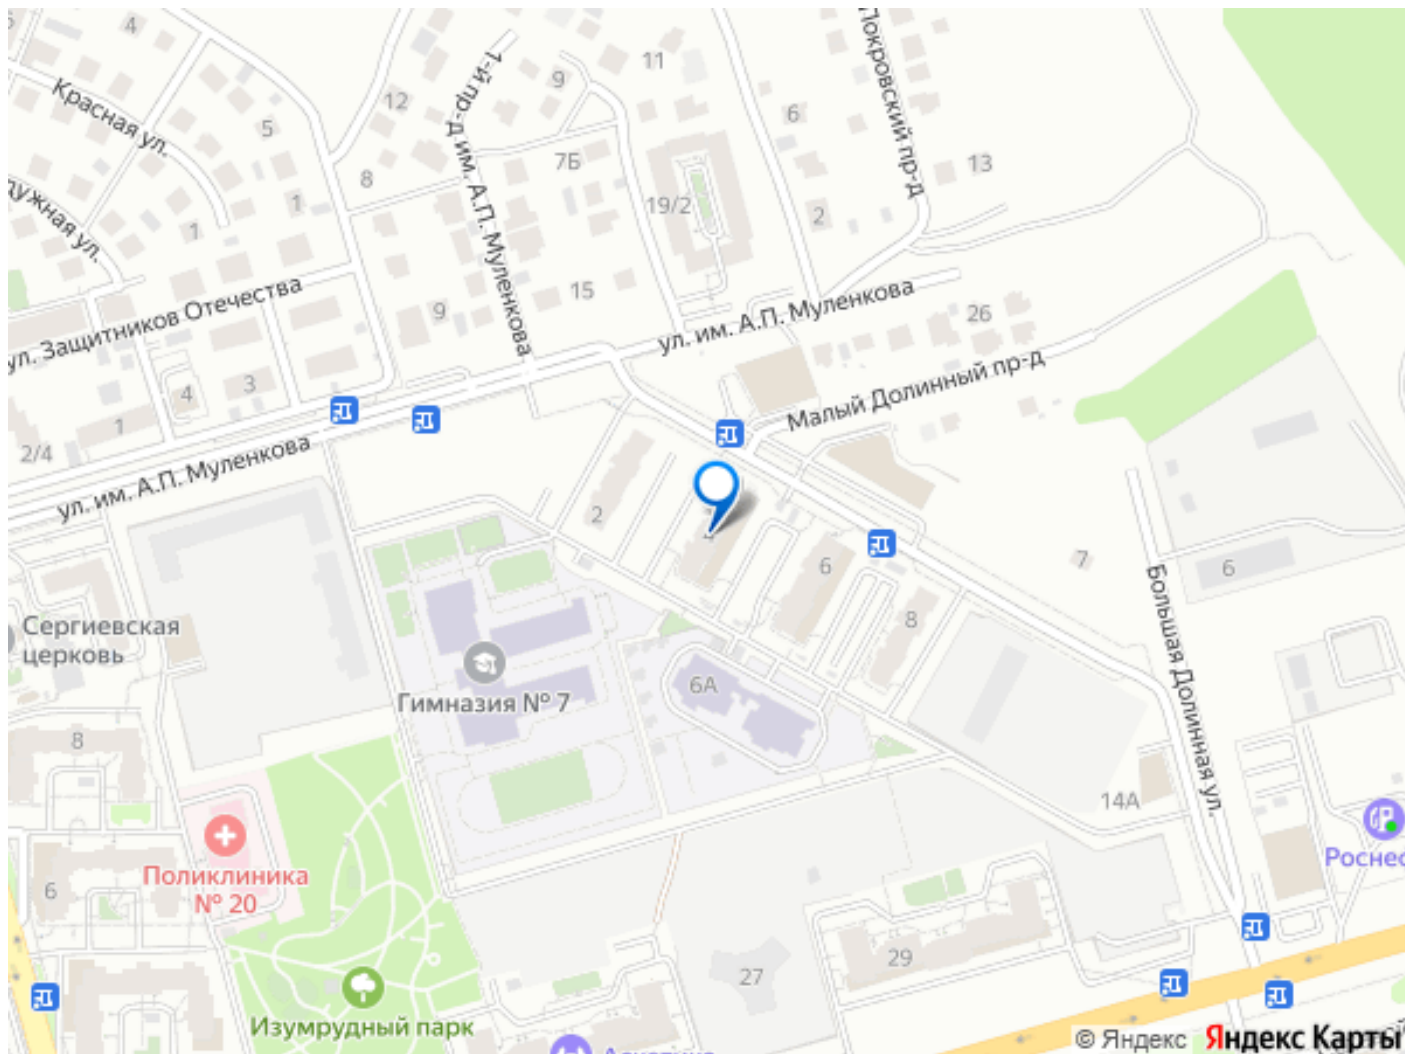 4
11
9
6
12
5
Красная ул.
1-й пр-д им. А.П. Муленкова
Покровский пр-д
7Б
13
8
1
19/2
2
1
15
9
ул. Защитников Отечества
ул. им. А.П. Муленкова
26
Малый Долинный пр-д
3
4
1
2/4
ул. им. А.П. Муленкова
2
4
6
7
6
8
Большая Долинная ул.
Сергиевская
церковь
Гимназия № 7
6А
8
14А
Поликлиника
№ 20
6
Роснеф
29
27
Изумрудный парк
© Яндекс Яндекс Карты